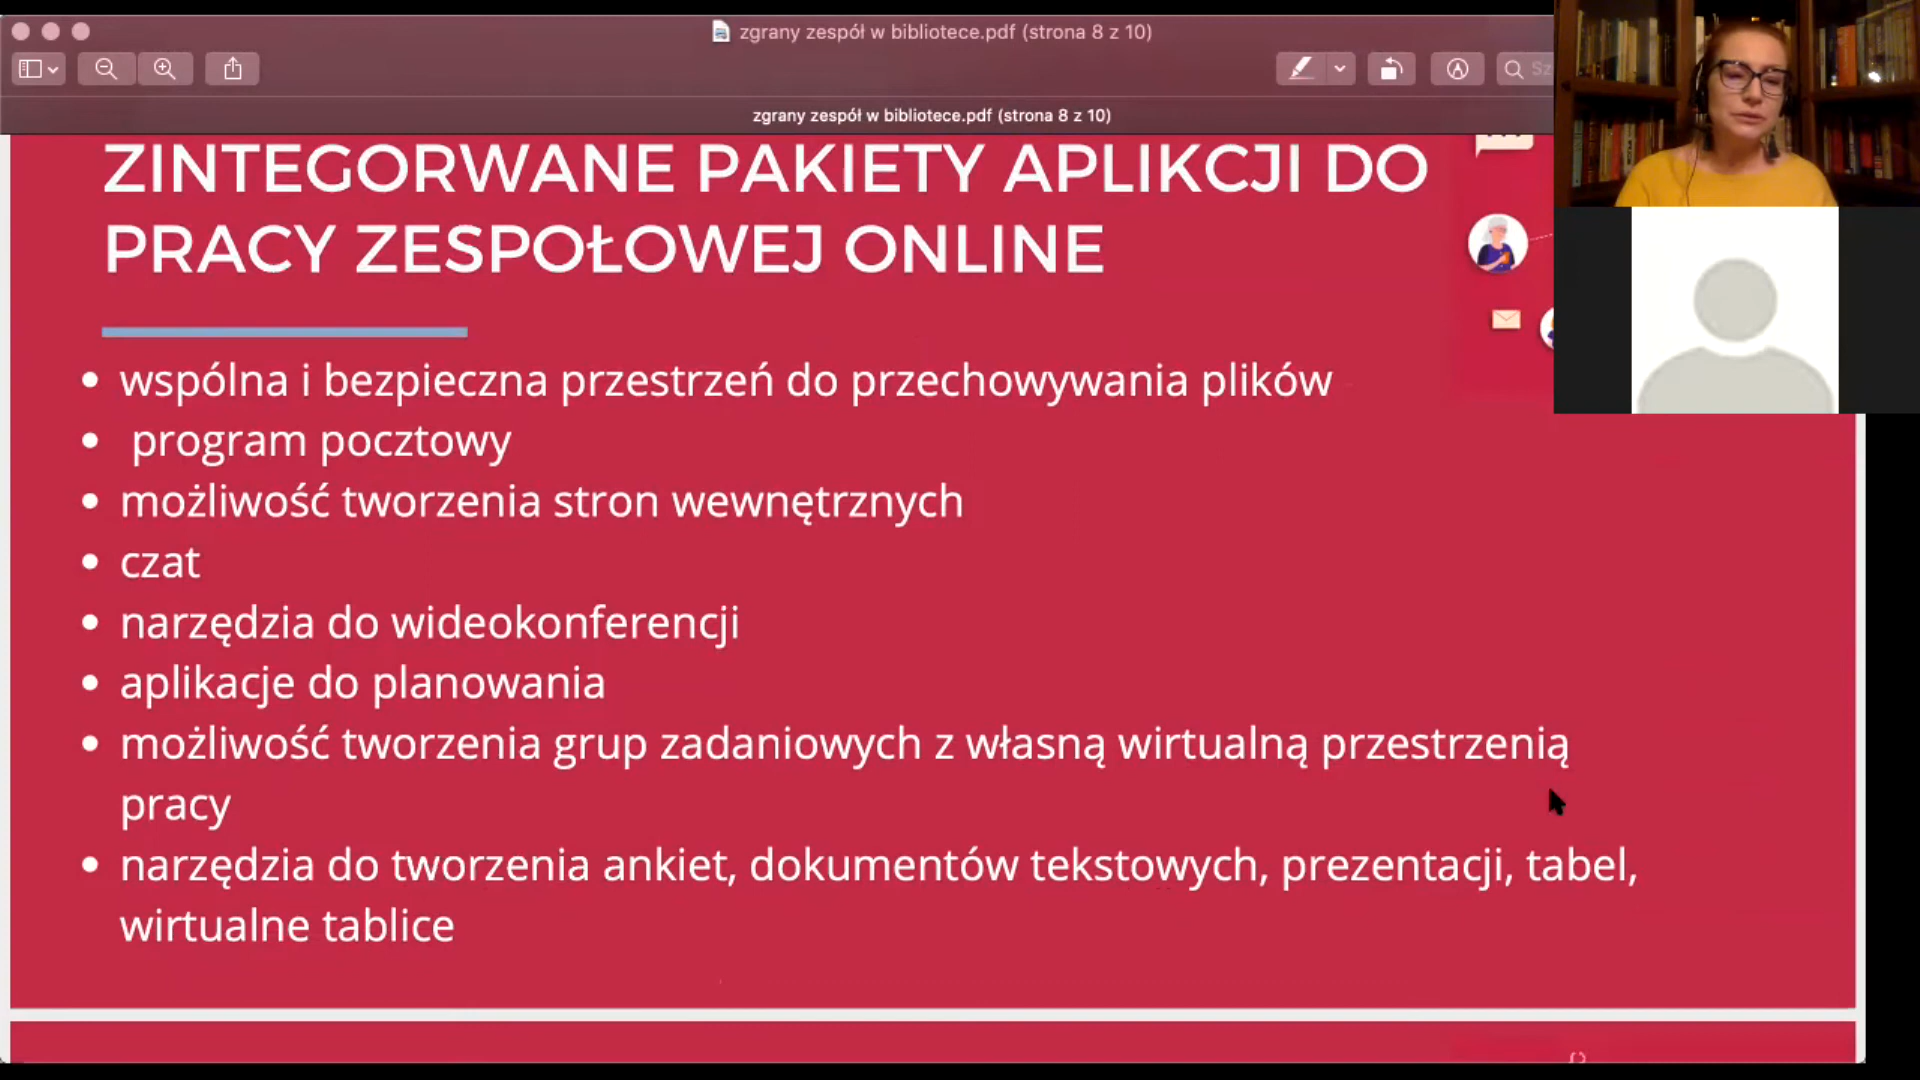 zgrany zespół w bibliotece.pdf (strona 8 z 10)
zgrany zespół w bibliotece.pdf (strona 8 z 10)
ZINTEGORWANE PAKIETY APLIKCJI DO
PRACY ZESPOŁOWEJ ONLINE
• wspólna i bezpieczna przestrzeń do przechowywania plików
• program pocztowy
• możliwość tworzenia stron wewnętrznych
• czat
• narzędzia do wideokonferencji
• aplikacje do planowania
• możliwość tworzenia grup zadaniowych z własną wirtualną przestrzenią
pracy
• narzędzia do tworzenia ankiet, dokumentów tekstowych, prezentacji, tabel,
wirtualne tablice